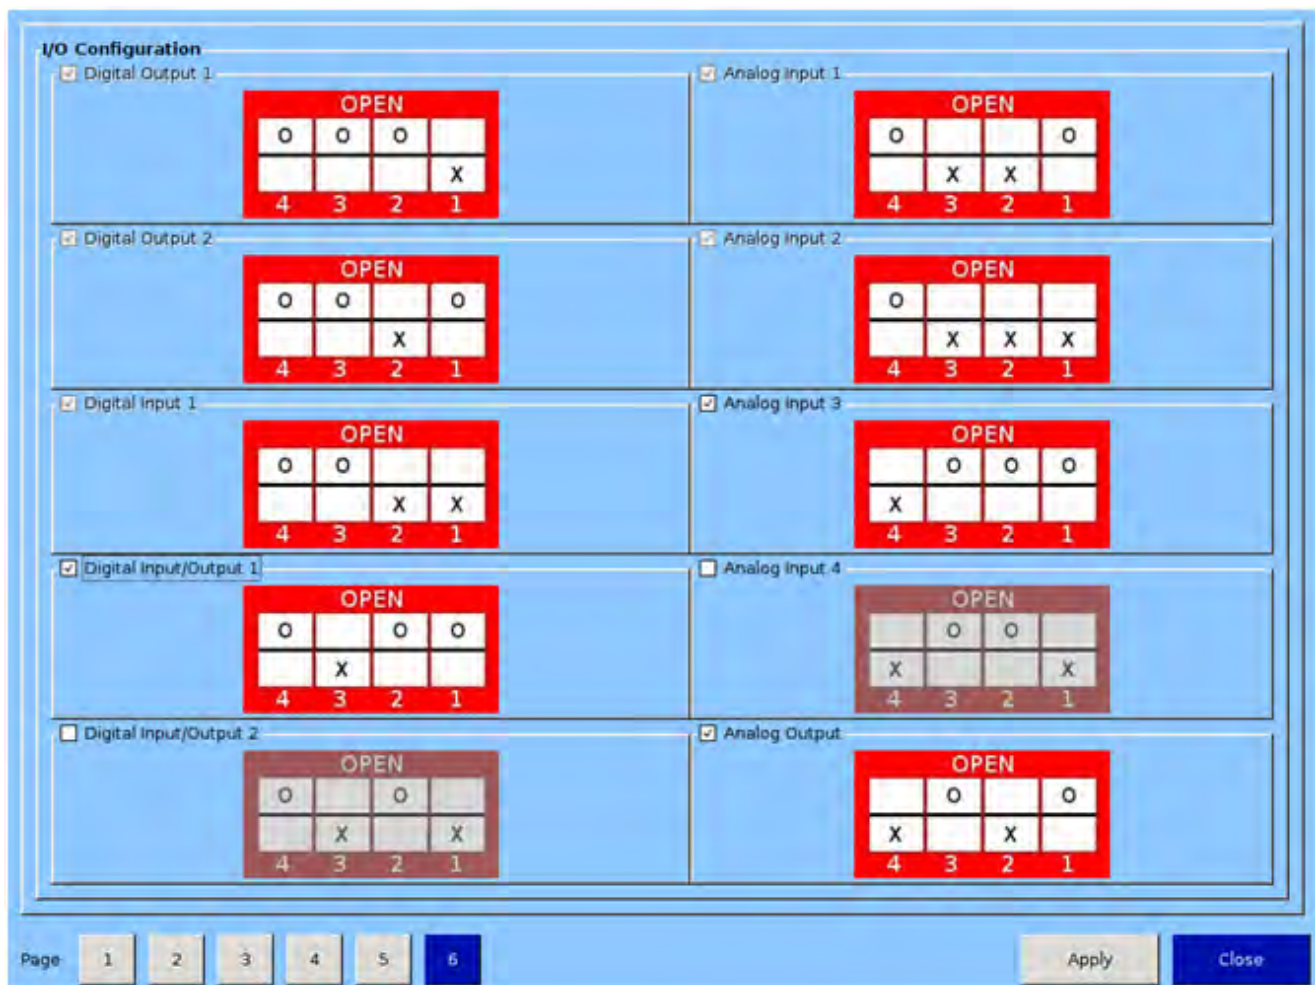 I/O Configuration
Digital Output 1
OPEN
O O O
X
4 3 2 1
Analog Input 1
OPEN
O O
X X
4 3 2 1
Digital Output 2
OPEN
O O O
X
4 3 2 1
Analog Input 2
OPEN
O
X X X
4 3 2 1
Digital Input 1
OPEN
O O
X X
4 3 2 1
Analog Input 3
OPEN
O O O
X
4 3 2 1
Digital Input/Output 1
OPEN
O O O
X
4 3 2 1
Analog Input 4
OPEN
O O
X X
4 3 2 1
Digital Input/Output 2
OPEN
O O
X X
4 3 2 1
Analog Output
OPEN
O O
X X
4 3 2 1
Page 1 2 3 4 5 6 Apply Close